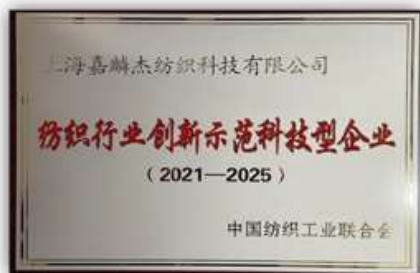 上海嘉麟杰纺织科技有限公司
纺织行业创新示范科技型企业
（2021—2025）
中国纺织工业联合会